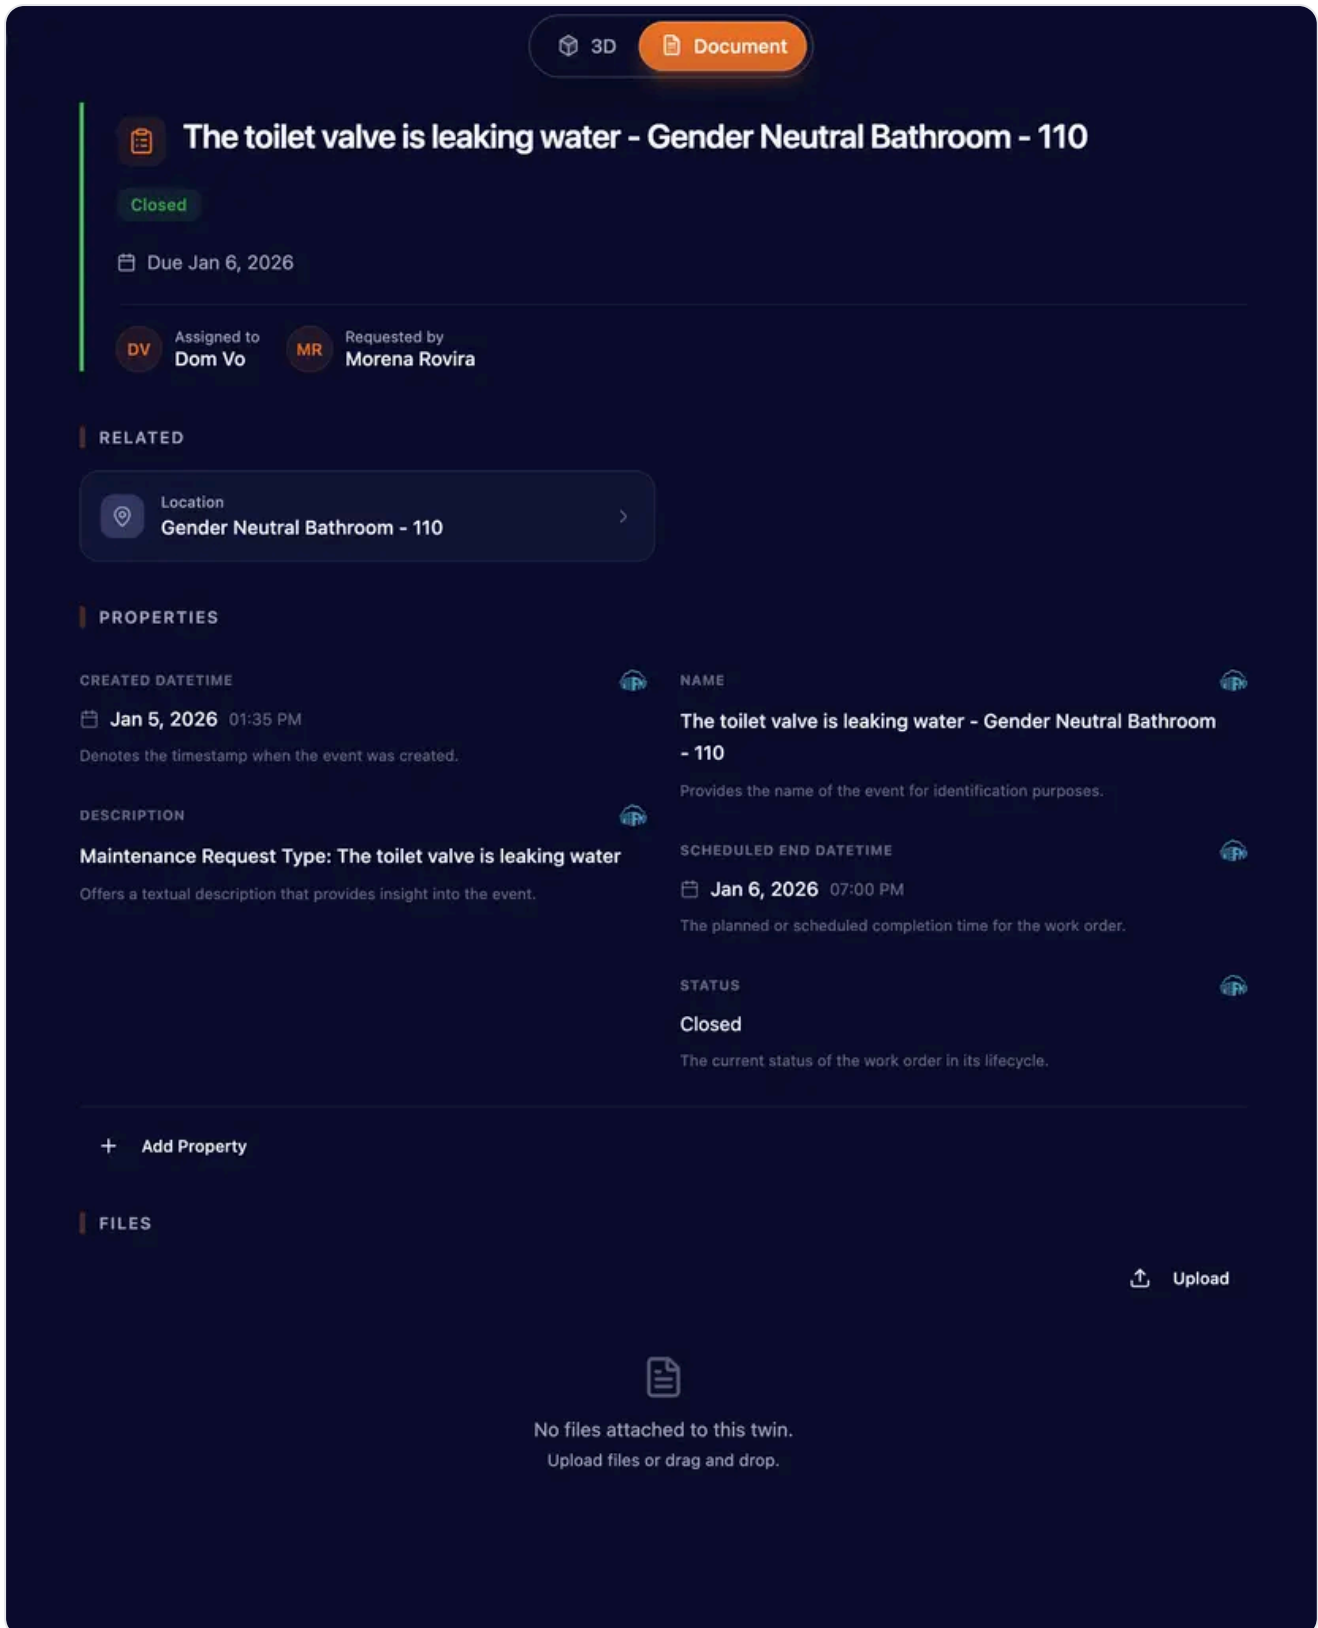 3D
Document
The toilet valve is leaking water - Gender Neutral Bathroom - 110
Closed
Due Jan 6, 2026
DV
Assigned to
Dom Vo
MR
Requested by
Morena Rovira
RELATED
Location
Gender Neutral Bathroom - 110
PROPERTIES
CREATED DATETIME
Jan 5, 2026 01:35 PM
Denotes the timestamp when the event was created.
DESCRIPTION
Maintenance Request Type: The toilet valve is leaking water
Offers a textual description that provides insight into the event.
NAME
The toilet valve is leaking water - Gender Neutral Bathroom
- 110
Provides the name of the event for identification purposes.
SCHEDULED END DATETIME
Jan 6, 2026 07:00 PM
The planned or scheduled completion time for the work order.
STATUS
Closed
The current status of the work order in its lifecycle.
Add Property
FILES
Upload
No files attached to this twin.
Upload files or drag and drop.